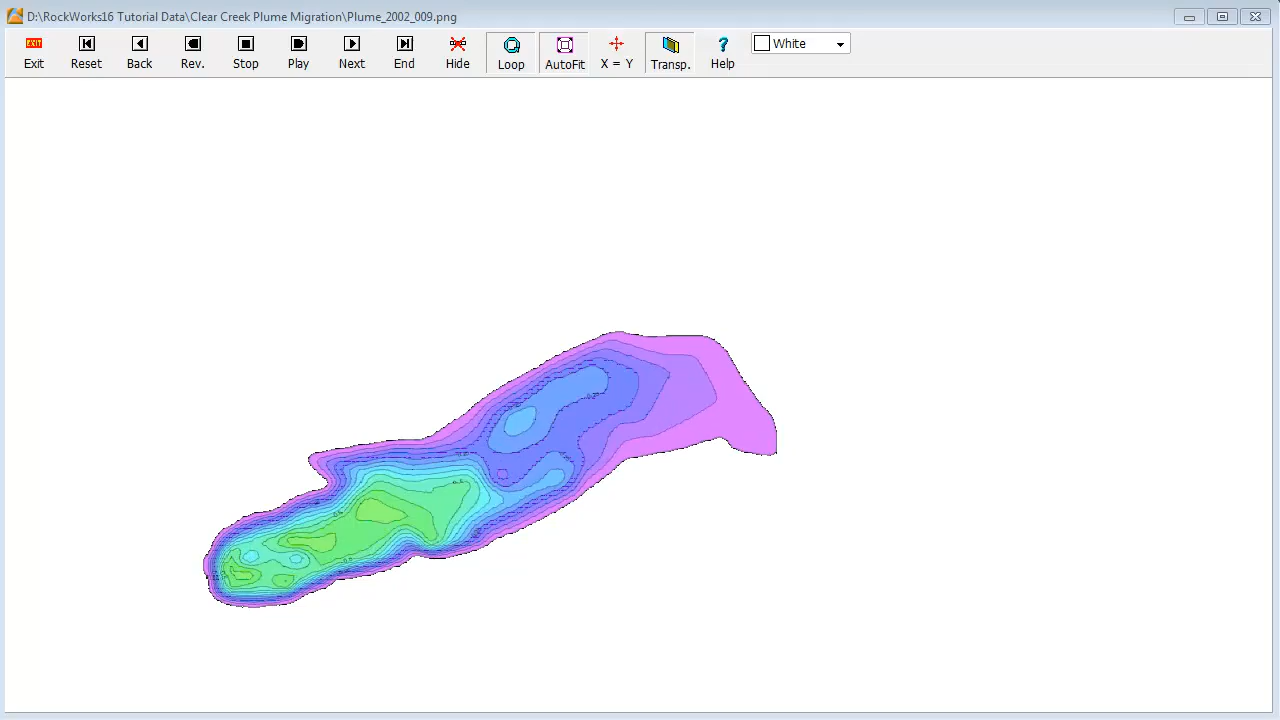 D:\RockWorks16 Tutorial Data\Clear Creek Plume Migration\Plume_2002_009.png
EXIT
Exit Reset Back Rev. Stop Play Next End Hide Loop AutoFit X = Y Transp. Help White